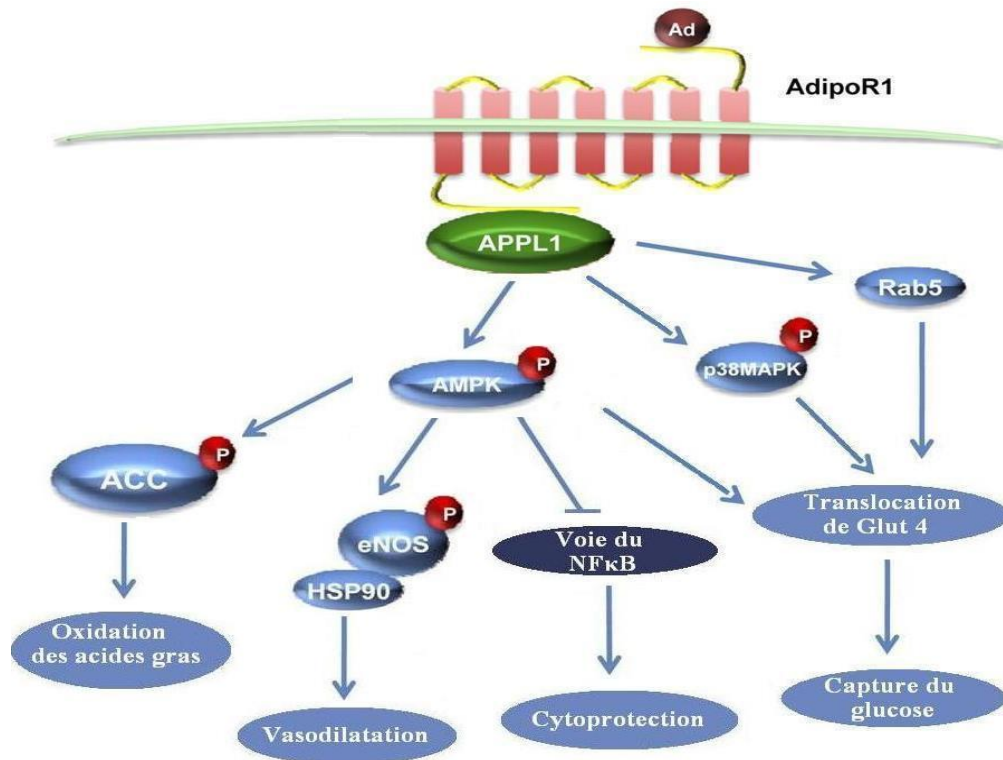 Ad
AdipoR1
APPL1
Rab5
P
p38MAPK
P
AMPK
P
ACC
P
eNOS
HSP90
Voie du
NFκB
Translocation
de Glut 4
Oxidation
des acides gras
Vasodilatation
Cytoprotection
Capture du
glucose